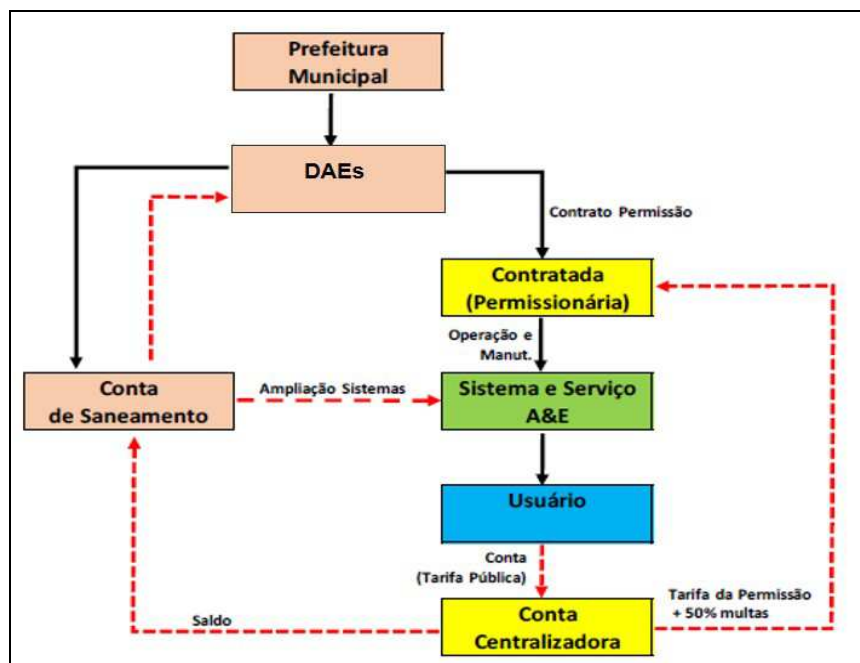 Prefeitura
Municipal
DAEs
Contrato Permissão
Contratada
(Permissionária)
Operação e
Manut.
Conta
de Saneamento
Ampliação Sistemas
Sistema e Serviço
A&E
Usuário
Conta
(Tarifa Pública)
Tarifa da Permissão
+ 50% multas
Saldo
Conta
Centralizadora